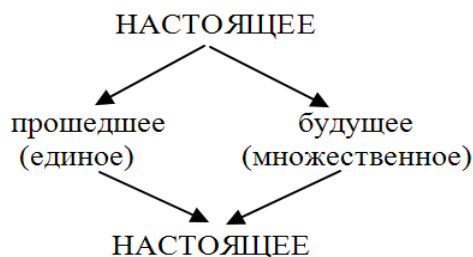 НАСТОЯЩЕЕ
прошедшее будущее
(единое) (множественное)
НАСТОЯЩЕЕ